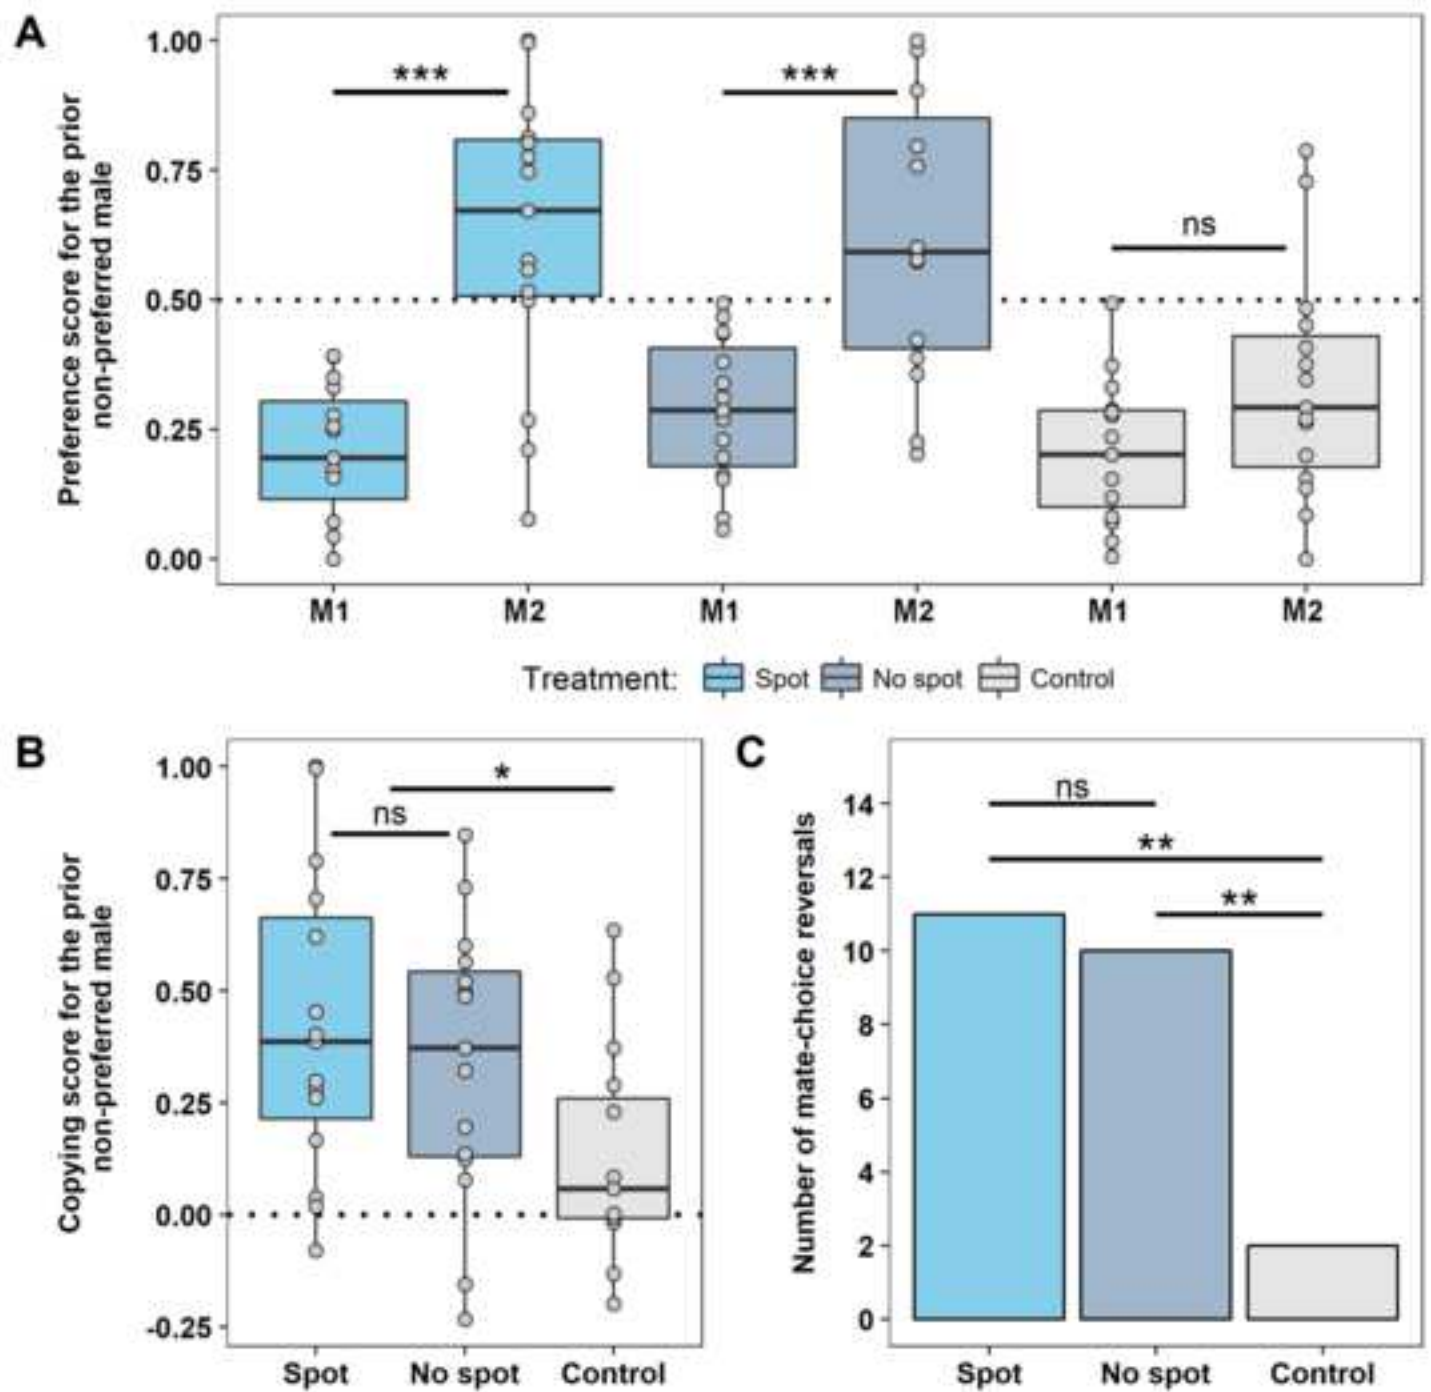 A
Preference score for the prior
non-preferred male
1.00
0.75
0.50
0.25
0.00
***
***
ns
M1 M2 M1 M2 M1 M2
Treatment: Spot No spot Control
B
Copying score for the prior
non-preferred male
1.00
0.75
0.50
0.25
0.00
-0.25
*
ns
Spot No spot Control
C
Number of mate-choice reversals
14
12
10
8
6
4
2
0
ns
**
**
Spot No spot Control